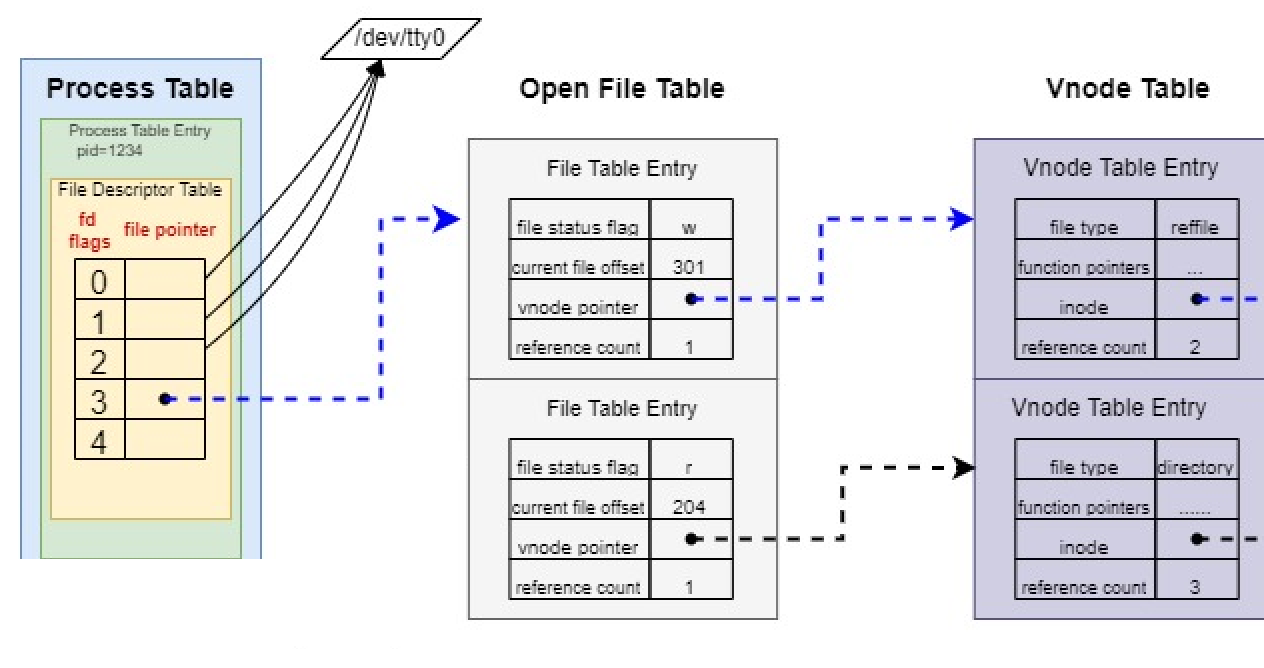 /dev/tty0
Process Table
Process Table Entry
pid=1234
File Descriptor Table
fd
flags
file pointer
0
1
2
3
4
Open File Table
File Table Entry
file status flag w
current file offset 301
vnode pointer
reference count 1
File Table Entry
file status flag r
current file offset 204
vnode pointer
reference count 1
Vnode Table
Vnode Table Entry
file type reffile
function pointers ...
inode
reference count 2
Vnode Table Entry
file type directory
function pointers ......
inode
reference count 3